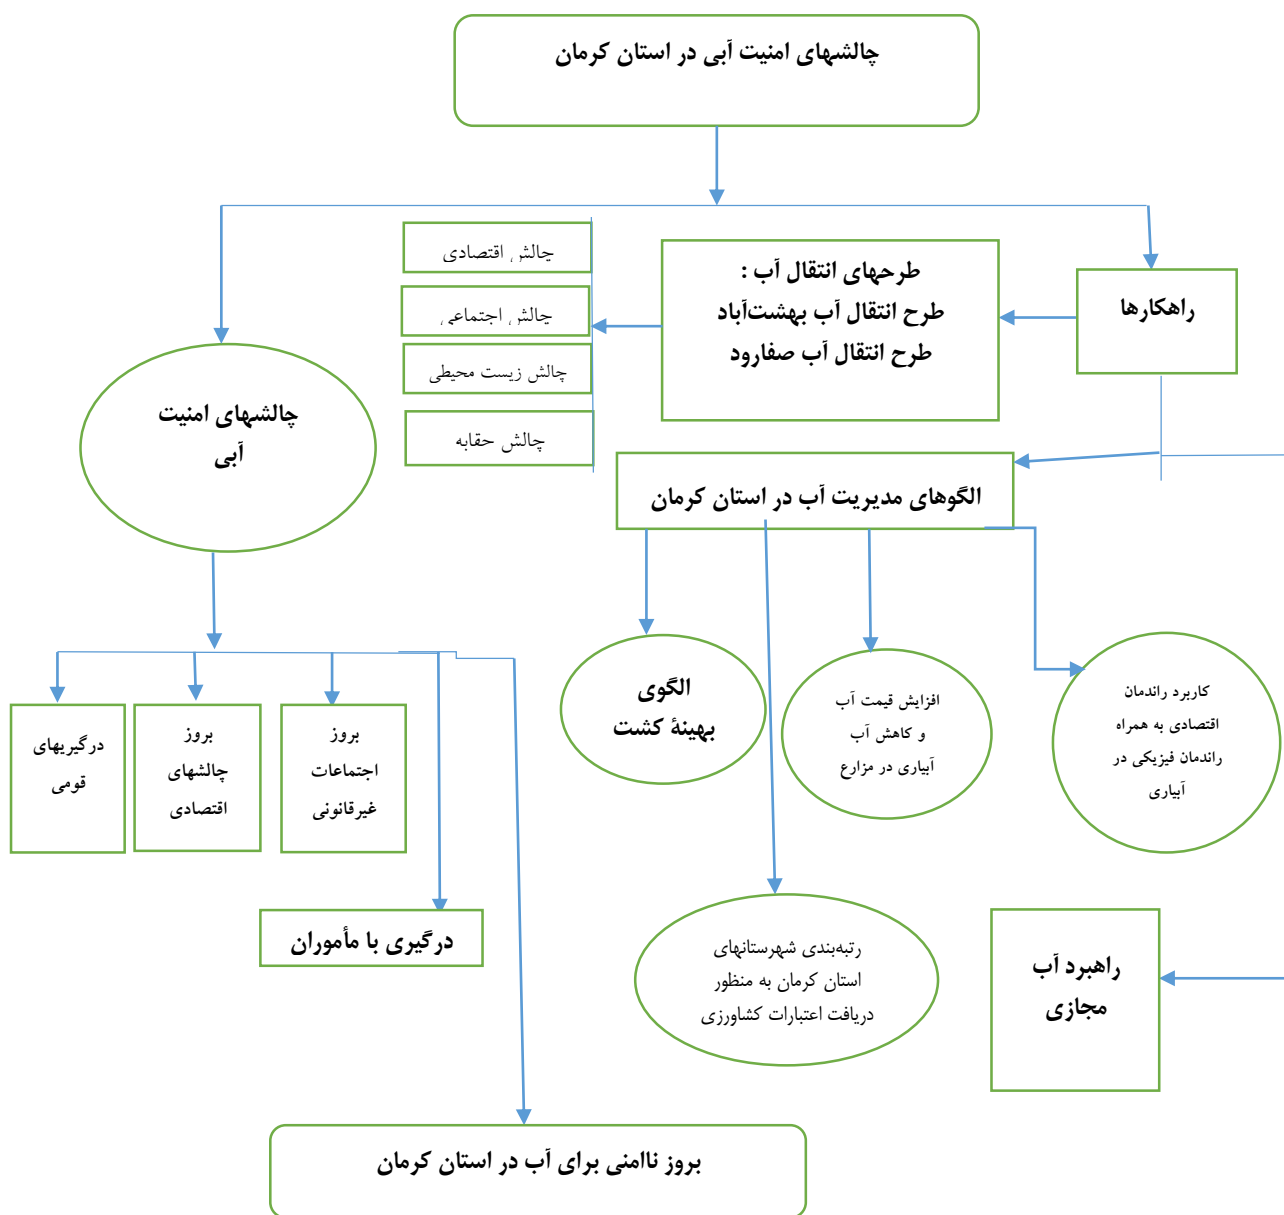 چالشهای امنیت آبی در استان کرمان
راهکارها
طرحهای انتقال آب :
طرح انتقال آب بهشت‌آباد
طرح انتقال آب صفارود
چالش اقتصادی
چالش اجتماعی
چالش زیست محیطی
چالش حقابه
چالشهای امنیت
آبی
الگوهای مدیریت آب در استان کرمان
کاربرد راندمان
اقتصادی به همراه
راندمان فیزیکی در
آبیاری
افزایش قیمت آب
و کاهش آب
آبیاری در مزارع
الگوی
بهینۀ کشت
بروز
اجتماعات
غیرقانونی
بروز
چالشهای
اقتصادی
درگیریهای
قومی
درگیری با مأموران
رتبه‌بندی شهرستانهای
استان کرمان به منظور
دریافت اعتبارات کشاورزی
راهبرد آب
مجازی
بروز ناامنی برای آب در استان کرمان